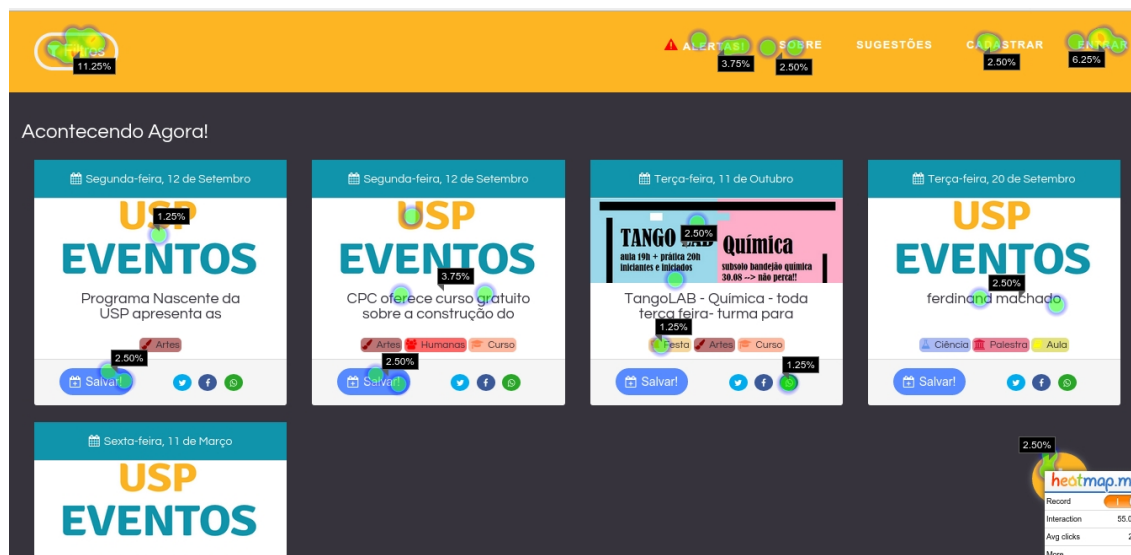 Filtros
11.25%
ALERTAS!
3.75%
SOBRE
2.50%
SUGESTÕES
CADASTRAR
2.50%
ENTRAR
6.25%
Acontecendo Agora!
Segunda-feira, 12 de Setembro
USP
1.25%
EVENTOS
Programa Nascente da
USP apresenta as
Artes
2.50%
Salvar!
Segunda-feira, 12 de Setembro
USP
EVENTOS
3.75%
CPC oferece curso gratuito
sobre a construção do
Artes Humanas Curso
2.50%
Salvar!
Terça-feira, 11 de Outubro
TANGO
2.50%
aula 19h + prática 20h
iniciantes e iniciados
Química
subsolo bandejão química
30.08 --> não perca!!
TangoLAB - Química - toda
terça feira- turma para
1.25%
Festa Artes Curso
1.25%
Salvar!
Terça-feira, 20 de Setembro
USP
EVENTOS
2.50%
ferdinand machado
Ciência Palestra Aula
Salvar!
Sexta-feira, 11 de Março
USP
EVENTOS
2.50%
heatmap.m
Record
Interaction 55.0
Avg clicks 2
More